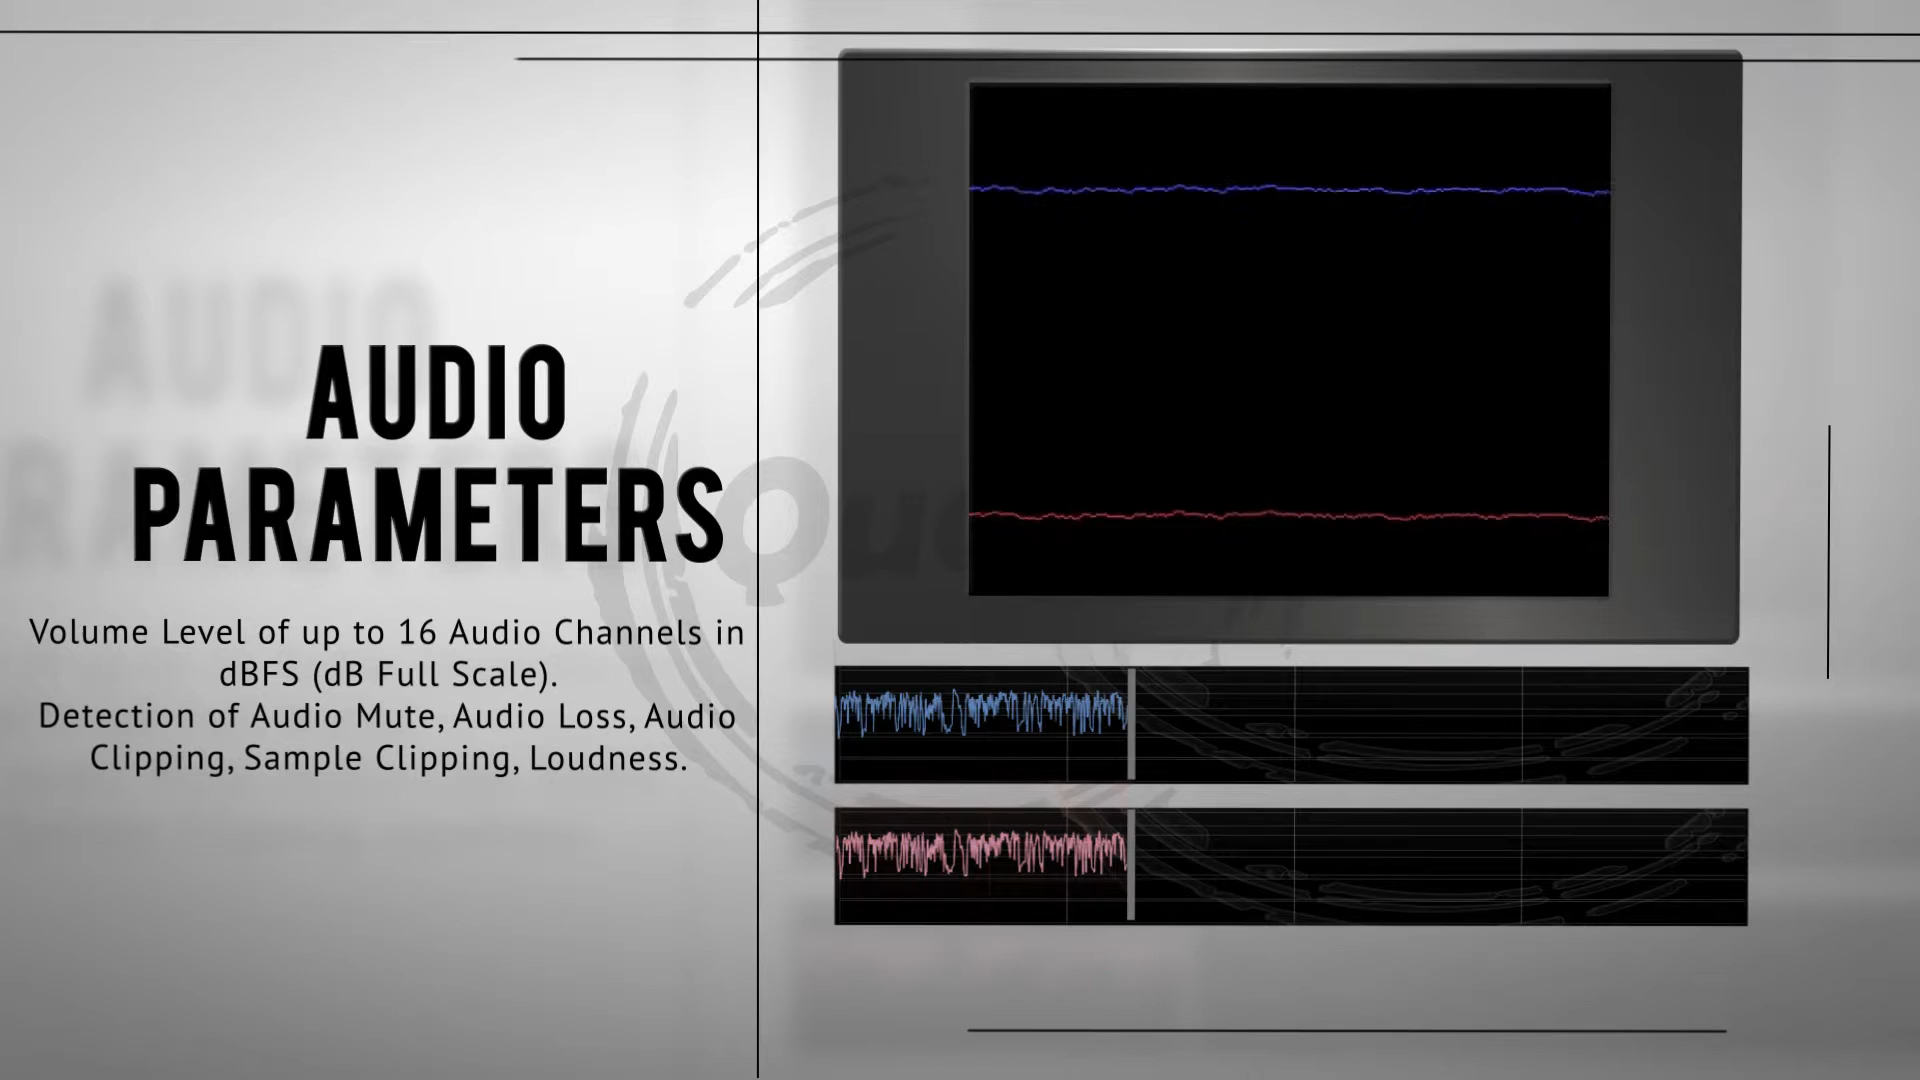 AUDIO
PARAMETERS
Volume Level of up to 16 Audio Channels in
dBFS (dB Full Scale).
Detection of Audio Mute, Audio Loss, Audio
Clipping, Sample Clipping, Loudness.